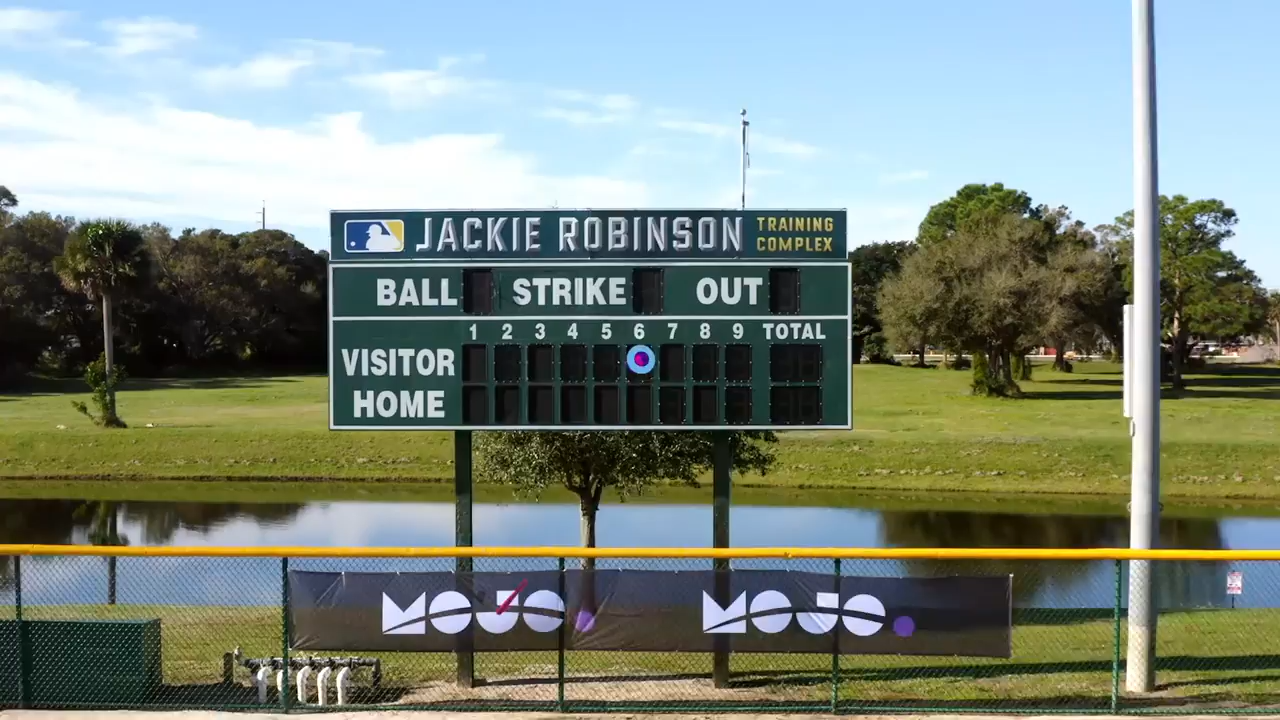 JACKIE ROBINSON TRAINING COMPLEX
BALL STRIKE OUT
1 2 3 4 5 6 7 8 9 TOTAL
VISITOR
HOME
MOJO MOJO